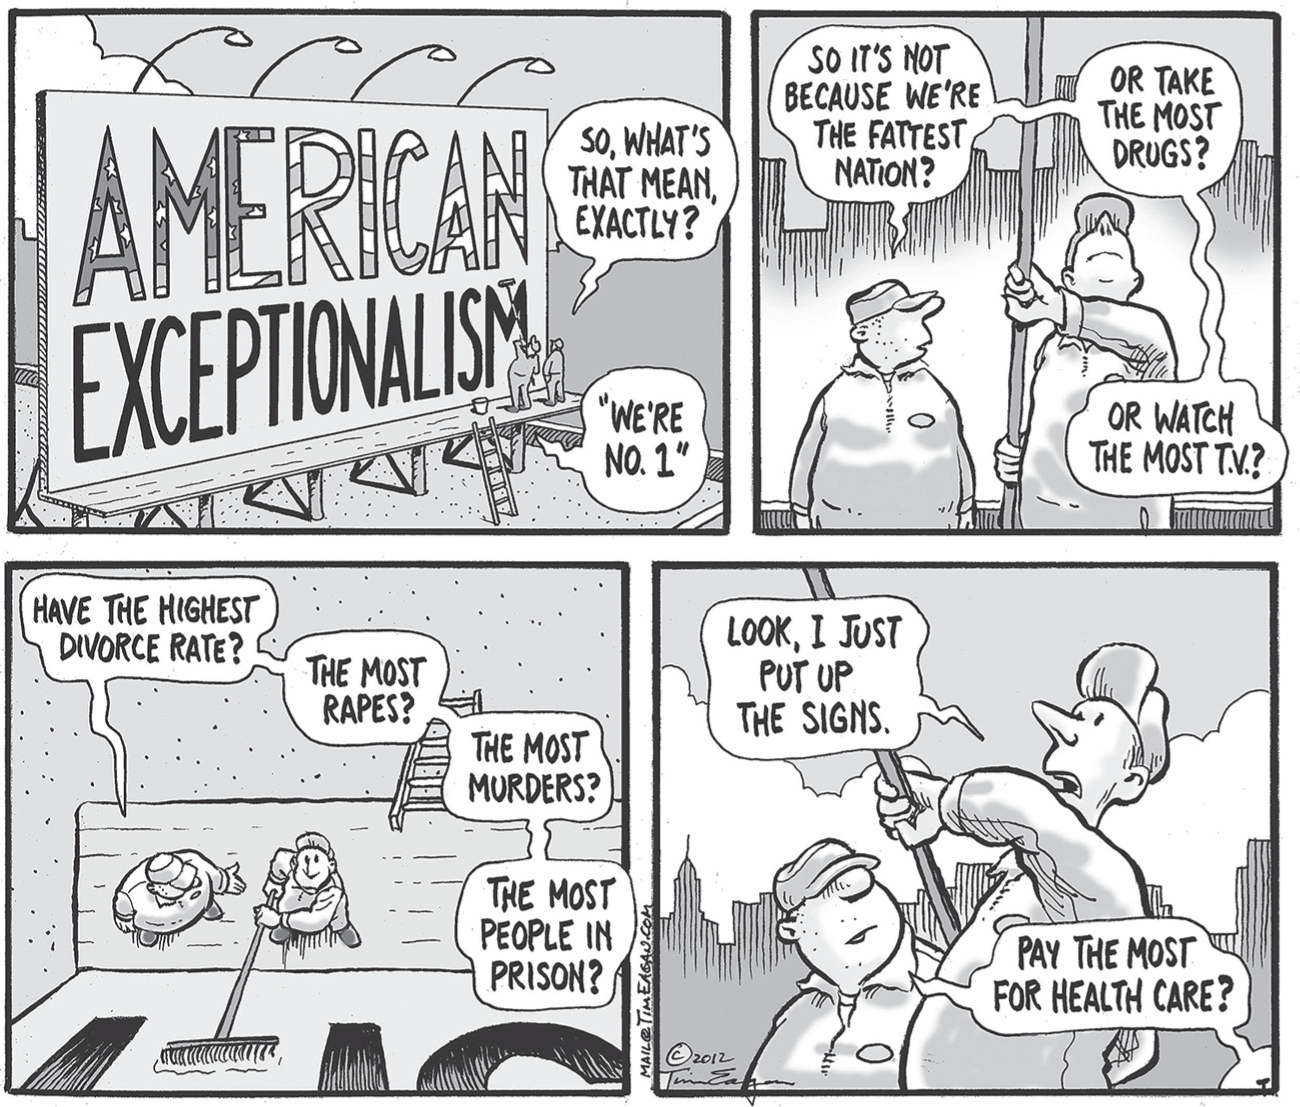 AMERICAN
EXCEPTIONALISM
SO, WHAT'S
THAT MEAN,
EXACTLY?
"WE'RE
NO. 1"
SO IT'S NOT
BECAUSE WE'RE
THE FATTEST
NATION?
OR TAKE
THE MOST
DRUGS?
OR WATCH
THE MOST T.V.?
HAVE THE HIGHEST
DIVORCE RATE?
THE MOST
RAPES?
THE MOST
MURDERS?
THE MOST
PEOPLE IN
PRISON?
MAIL@TIMEAGAN.COM
LOOK, I JUST
PUT UP
THE SIGNS.
PAY THE MOST
FOR HEALTH CARE?
© 2012
Tim Eagan